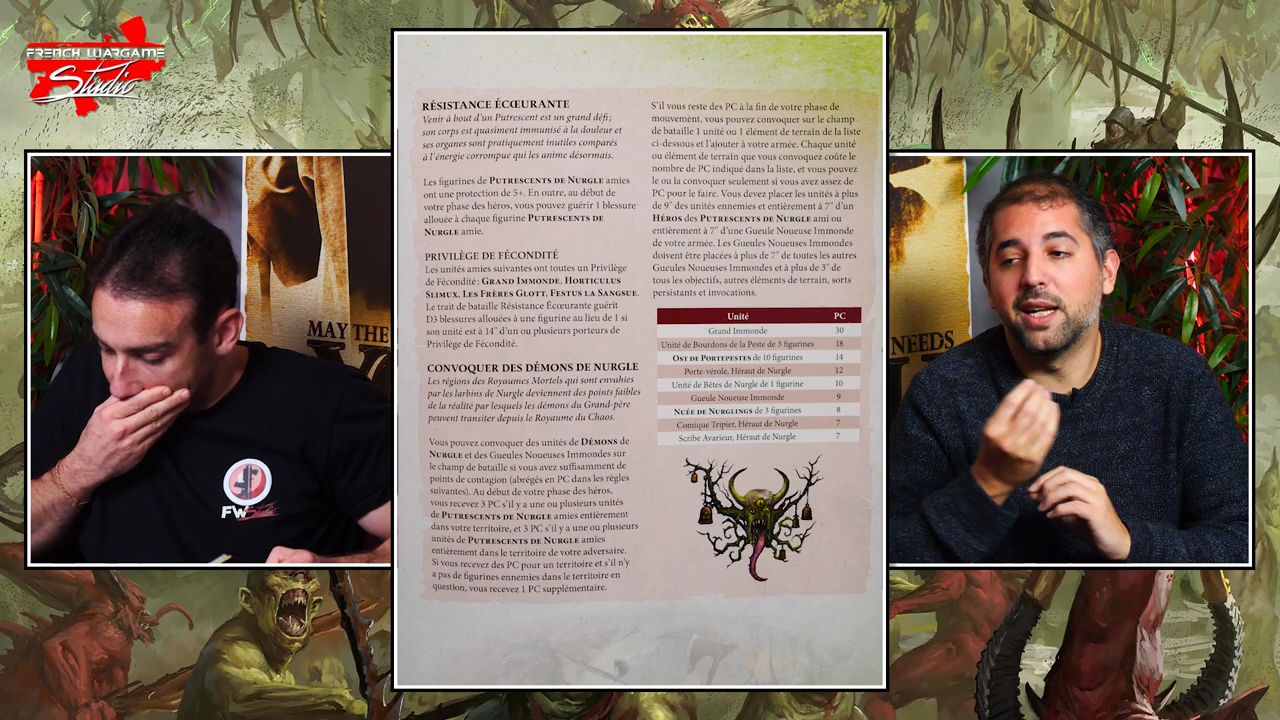 FRENCH WARGAME
Studio
MAY THE
FW Studio
NEEDS
RÉSISTANCE ÉCŒURANTE
Venir à bout d'un Putrescent est un grand défi;
son corps est quasiment immunisé à la douleur et
ses organes sont pratiquement inutiles comparés
à l'énergie corrompue qui les anime désormais.
Les figurines de PUTRESCENTS DE NURGLE amies
ont une protection de 5+. En outre, au début de
votre phase des héros, vous pouvez guérir 1 blessure
allouée à chaque figurine PUTRESCENTS DE
NURGLE amie.
PRIVILÈGE DE FÉCONDITÉ
Les unités amies suivantes ont toutes un Privilège
de Fécondité: GRAND IMMONDE, HORTICULUS
SLIMUX, LES FRÈRES GLOTT, FESTUS LA SANGSUE.
Le trait de bataille Résistance Écœurante guérit
D3 blessures allouées à une figurine au lieu de 1 si
son unité est à 14" d'un ou plusieurs porteurs de
Privilège de Fécondité.
CONVOQUER DES DÉMONS DE NURGLE
Les régions des Royaumes Mortels qui sont envahies
par les larbins de Nurgle deviennent des points faibles
de la réalité par lesquels les démons du Grand-père
peuvent transiter depuis le Royaume du Chaos.
Vous pouvez convoquer des unités de DÉMONS DE
NURGLE et des Gueules Noueuses Immondes sur
le champ de bataille si vous avez suffisamment de
points de contagion (abrégés en PC dans les règles
suivantes). Au début de votre phase des héros,
vous recevez 3 PC s'il y a une ou plusieurs unités
de PUTRESCENTS DE NURGLE amies entièrement
dans votre territoire, et 3 PC s'il y a une ou plusieurs
unités de PUTRESCENTS DE NURGLE amies
entièrement dans le territoire de votre adversaire.
Si vous recevez des PC pour un territoire et s'il n'y
a pas de figurines ennemies dans le territoire en
question, vous recevez 1 PC supplémentaire.
S'il vous reste des PC à la fin de votre phase de
mouvement, vous pouvez convoquer sur le champ
de bataille 1 unité ou 1 élément de terrain de la liste
ci-dessous et l'ajouter à votre armée. Chaque unité
ou élément de terrain que vous convoquez coûte le
nombre de PC indiqué dans la liste, et vous pouvez
le ou la convoquer seulement si vous avez assez de
PC pour le faire. Vous devez placer les unités à plus
de 9" des unités ennemies et entièrement à 7" d'un
HÉROS des PUTRESCENTS DE NURGLE ami ou
entièrement à 7" d'une Gueule Noueuse Immonde
de votre armée. Les Gueules Noueuses Immondes
doivent être placées à plus de 7" de toutes les autres
Gueules Noueuses Immondes et à plus de 3" de
tous les objectifs, autres éléments de terrain, sorts
persistants et invocations.
Unité PC
Grand Immonde 30
Unité de Bourdons de la Peste de 3 figurines 18
OST DE PORTEPESTES de 10 figurines 14
Porte-vérole, Héraut de Nurgle 12
Unité de Bêtes de Nurgle de 1 figurine 10
Gueule Noueuse Immonde 9
NUÉE DE NURGLINGS de 3 figurines 8
Comique Tripier, Héraut de Nurgle 7
Scribe Avarieur, Héraut de Nurgle 7